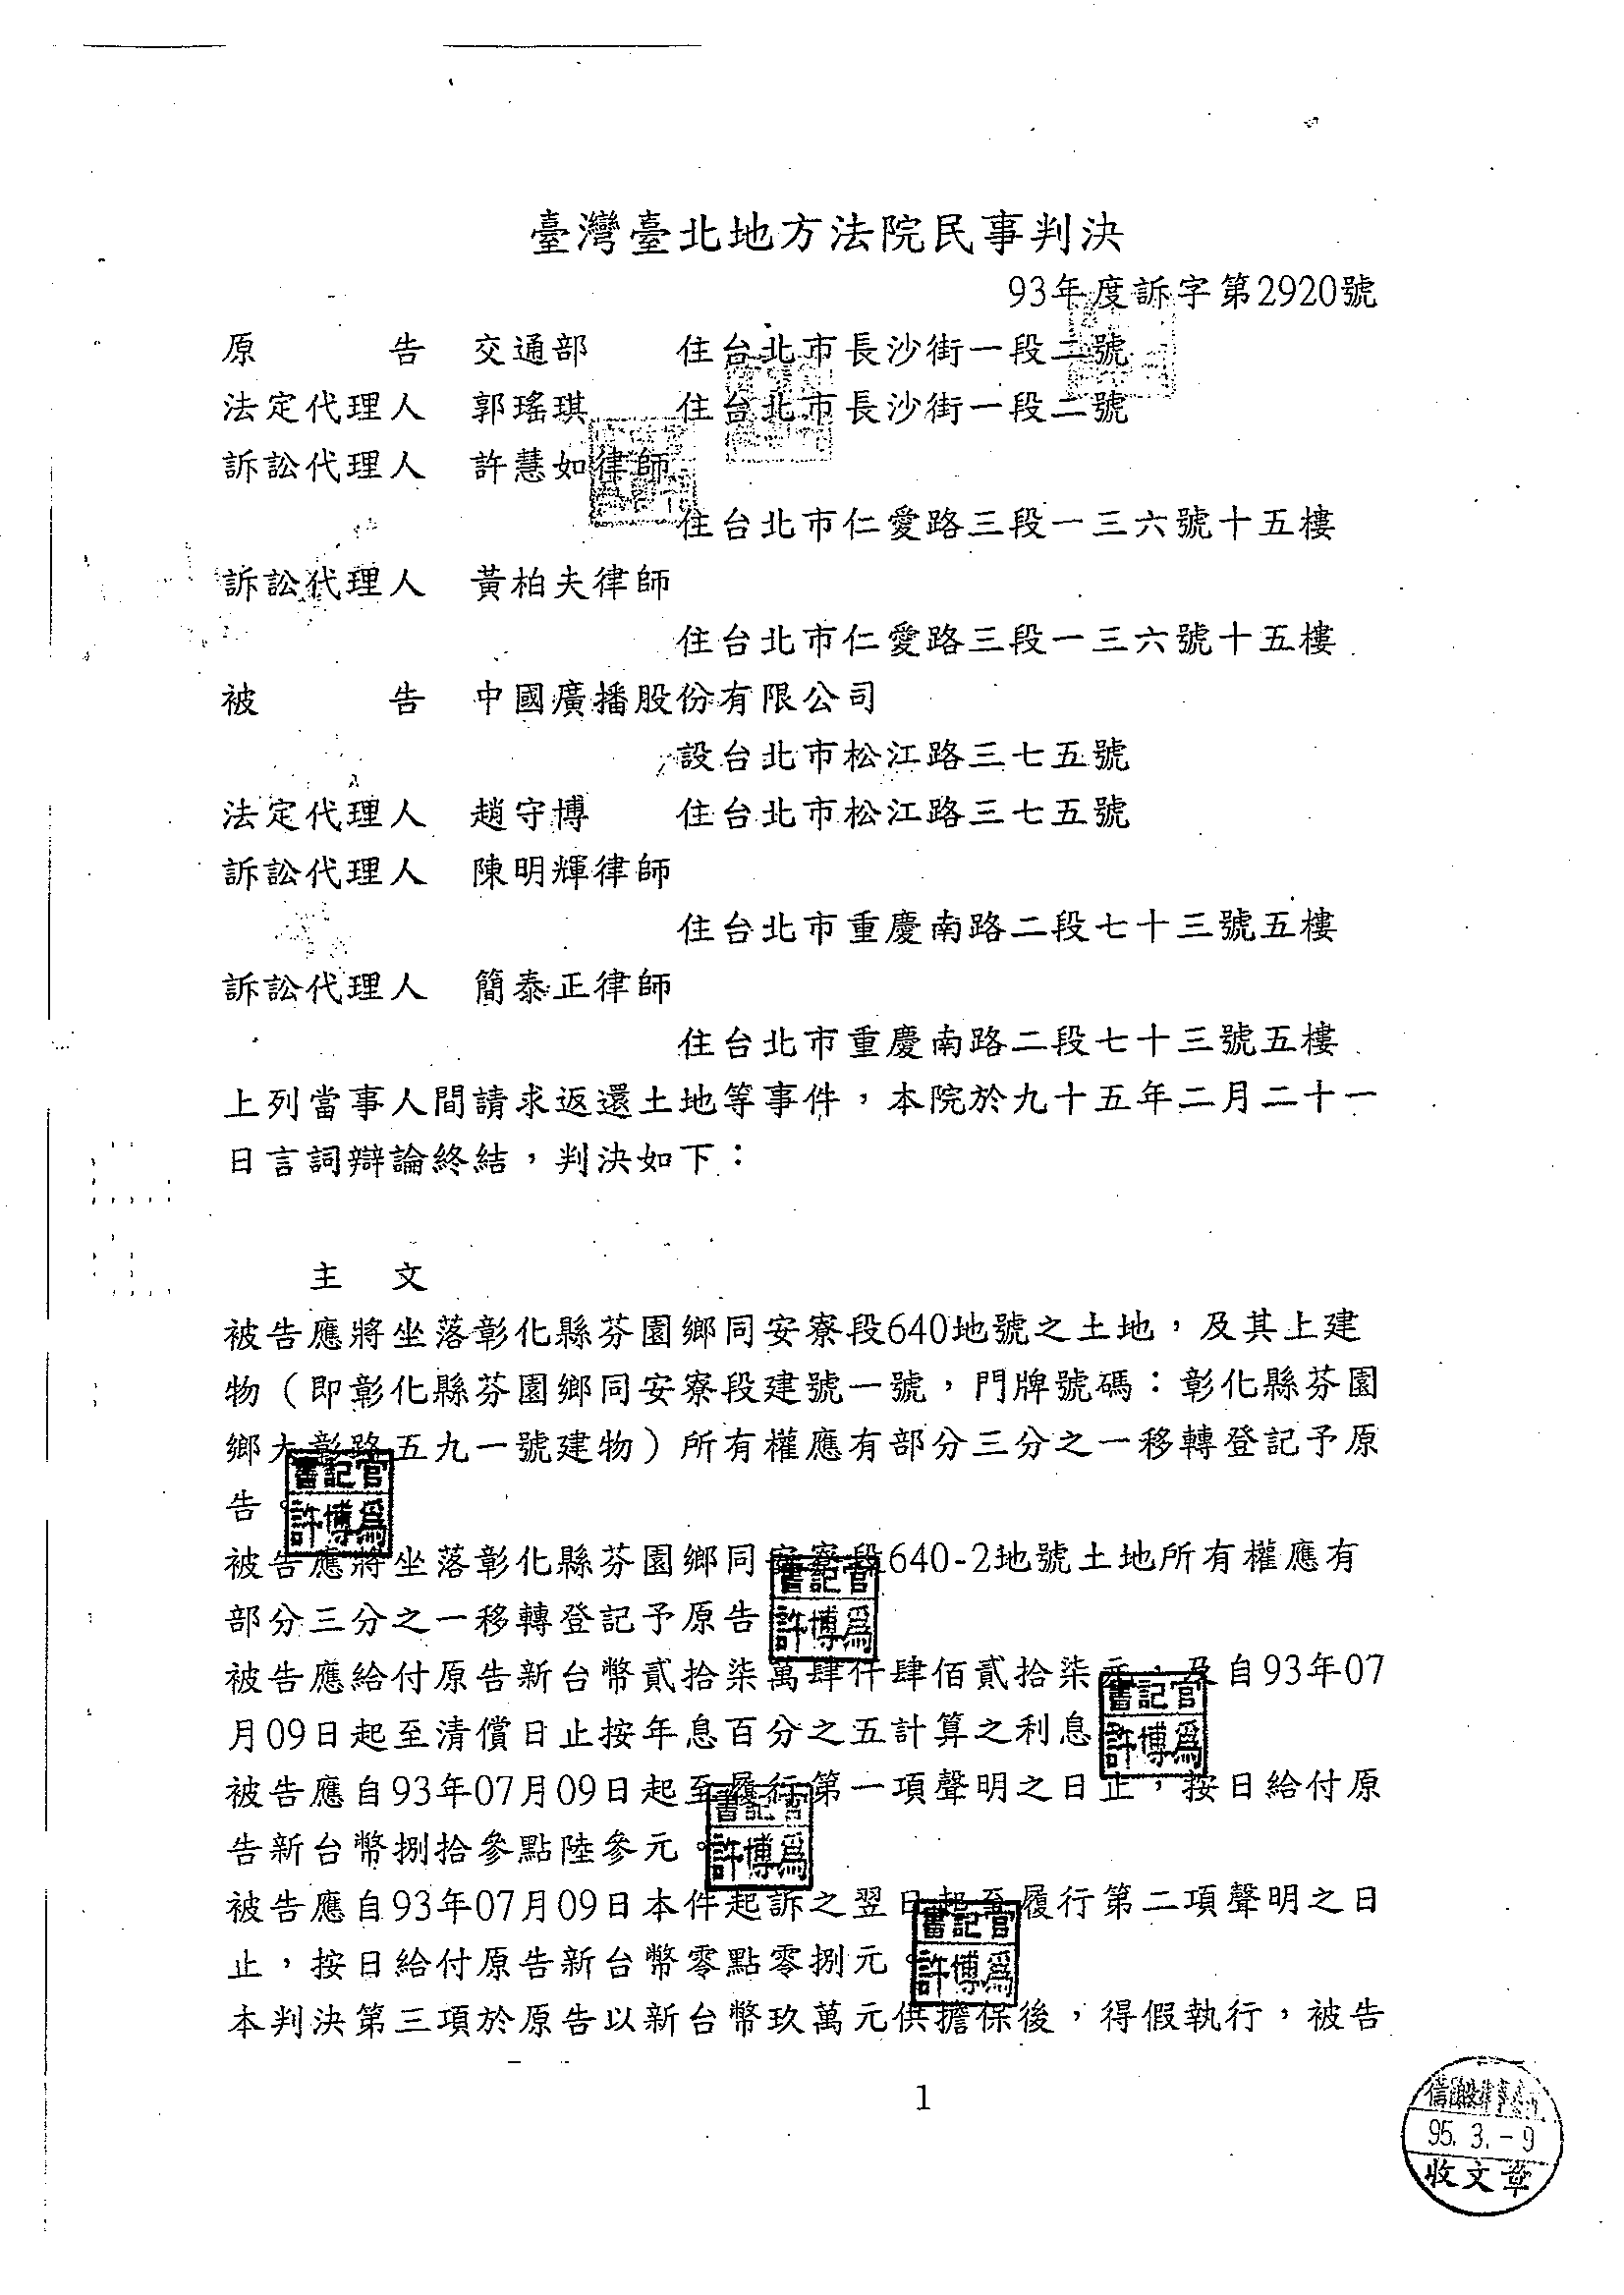 臺灣臺北地方法院民事判決
93年度訴字第2920號
原　　　告　交通部　　住台北市長沙街一段二號
法定代理人　郭瑤琪　　住台北市長沙街一段二號
訴訟代理人　許慧如律師
住台北市仁愛路三段一三六號十五樓
訴訟代理人　黃柏夫律師
住台北市仁愛路三段一三六號十五樓
被　　　告　中國廣播股份有限公司
設台北市松江路三七五號
法定代理人　趙守博　　住台北市松江路三七五號
訴訟代理人　陳明輝律師
住台北市重慶南路二段七十三號五樓
訴訟代理人　簡泰正律師
住台北市重慶南路二段七十三號五樓
上列當事人間請求返還土地等事件，本院於九十五年二月二十一
日言詞辯論終結，判決如下：
主　文
被告應將坐落彰化縣芬園鄉同安寮段640地號之土地，及其上建
物（即彰化縣芬園鄉同安寮段建號一號，門牌號碼：彰化縣芬園
鄉大彰路五九一號建物）所有權應有部分三分之一移轉登記予原
告。
書記官
許博為
被告應將坐落彰化縣芬園鄉同安寮段640-2地號土地所有權應有
部分三分之一移轉登記予原告
書記官
許博為
被告應給付原告新台幣貳拾柒萬肆仟肆佰貳拾柒元，及自93年07
月09日起至清償日止按年息百分之五計算之利息
書記官
許博為
被告應自93年07月09日起至履行第一項聲明之日止，按日給付原
告新台幣捌拾參點陸參元。
書記官
許博為
被告應自93年07月09日本件起訴之翌日起至履行第二項聲明之日
止，按日給付原告新台幣零點零捌元。
書記官
許博為
本判決第三項於原告以新台幣玖萬元供擔保後，得假執行，被告
1
95. 3. -9
收文章